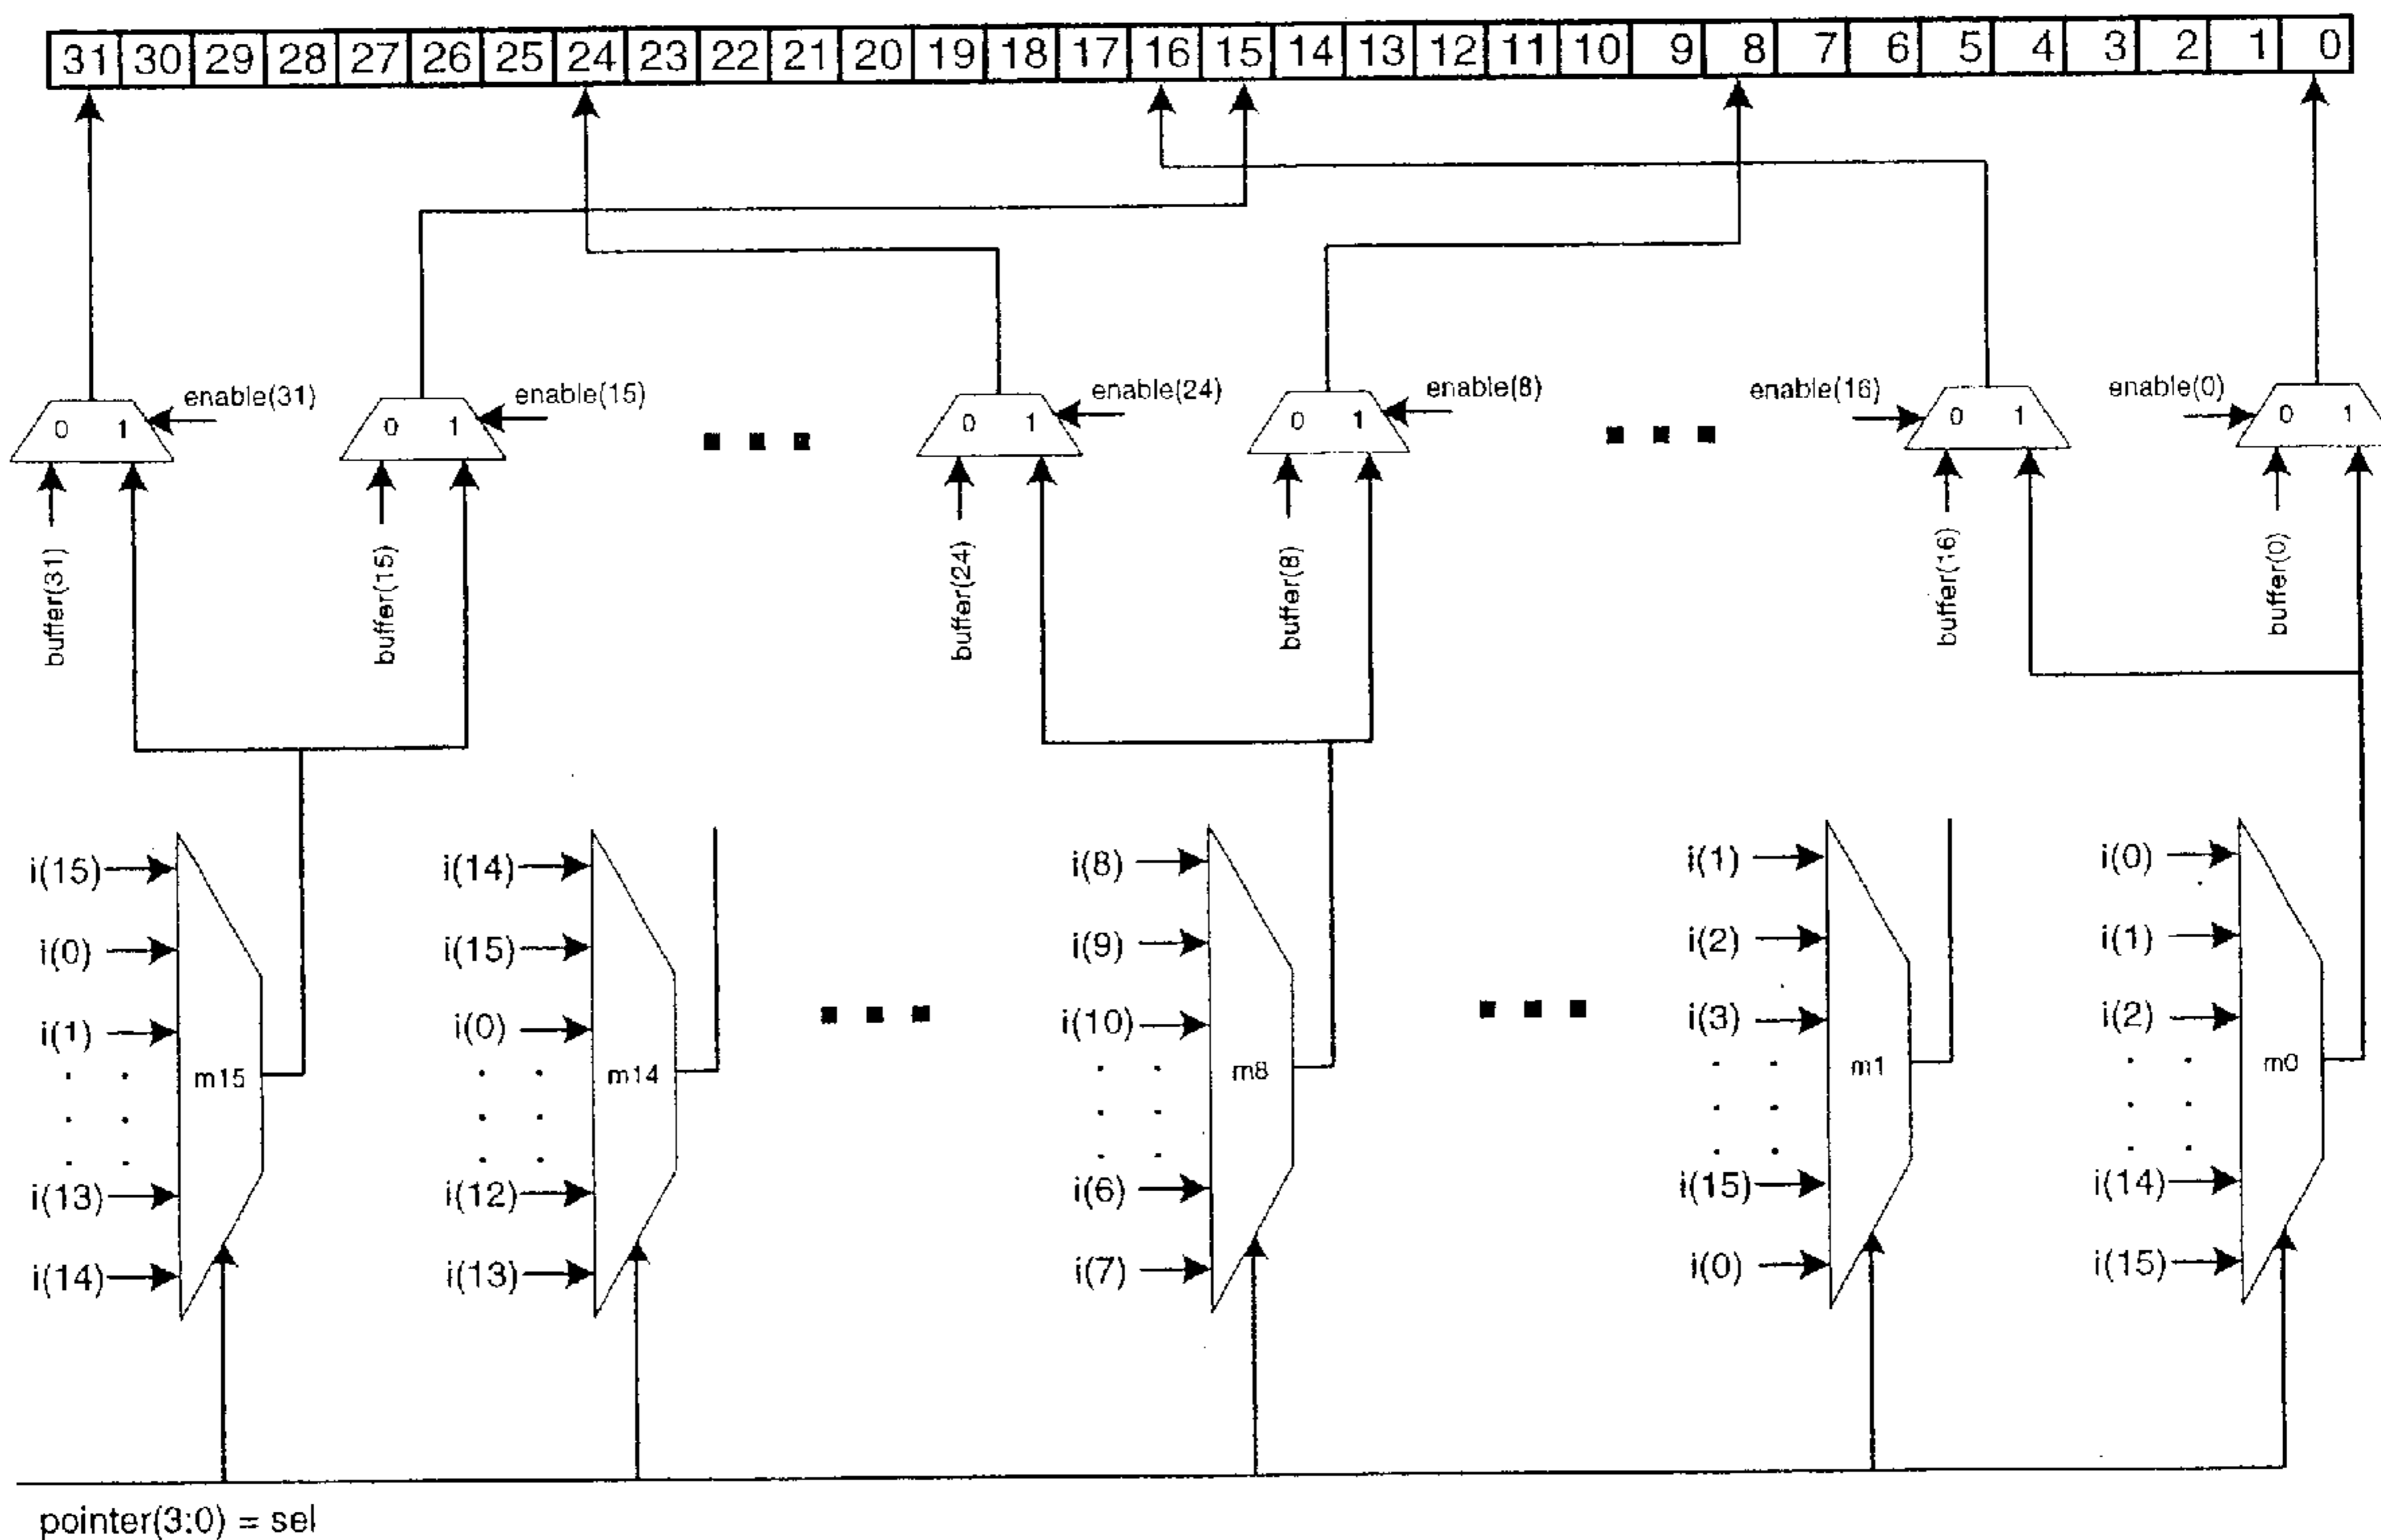 31 30 29 28 27 26 25 24 23 22 21 20 19 18 17 16 15 14 13 12 11 10 9 8 7 6 5 4 3 2 1 0
enable(31) enable(15) enable(24) enable(8) enable(16) enable(0)
0 1 0 1 0 1 0 1 0 1 0 1
buffer(31) buffer(15) buffer(24) buffer(8) buffer(16) buffer(0)
i(15) i(14) i(8) i(1) i(0)
i(0) i(15) i(9) i(2) i(1)
i(1) i(0) i(10) i(3) i(2)
m15 m14 m8 m1 m0
i(13) i(12) i(6) i(15) i(14)
i(14) i(13) i(7) i(0) i(15)
pointer(3:0) = sel